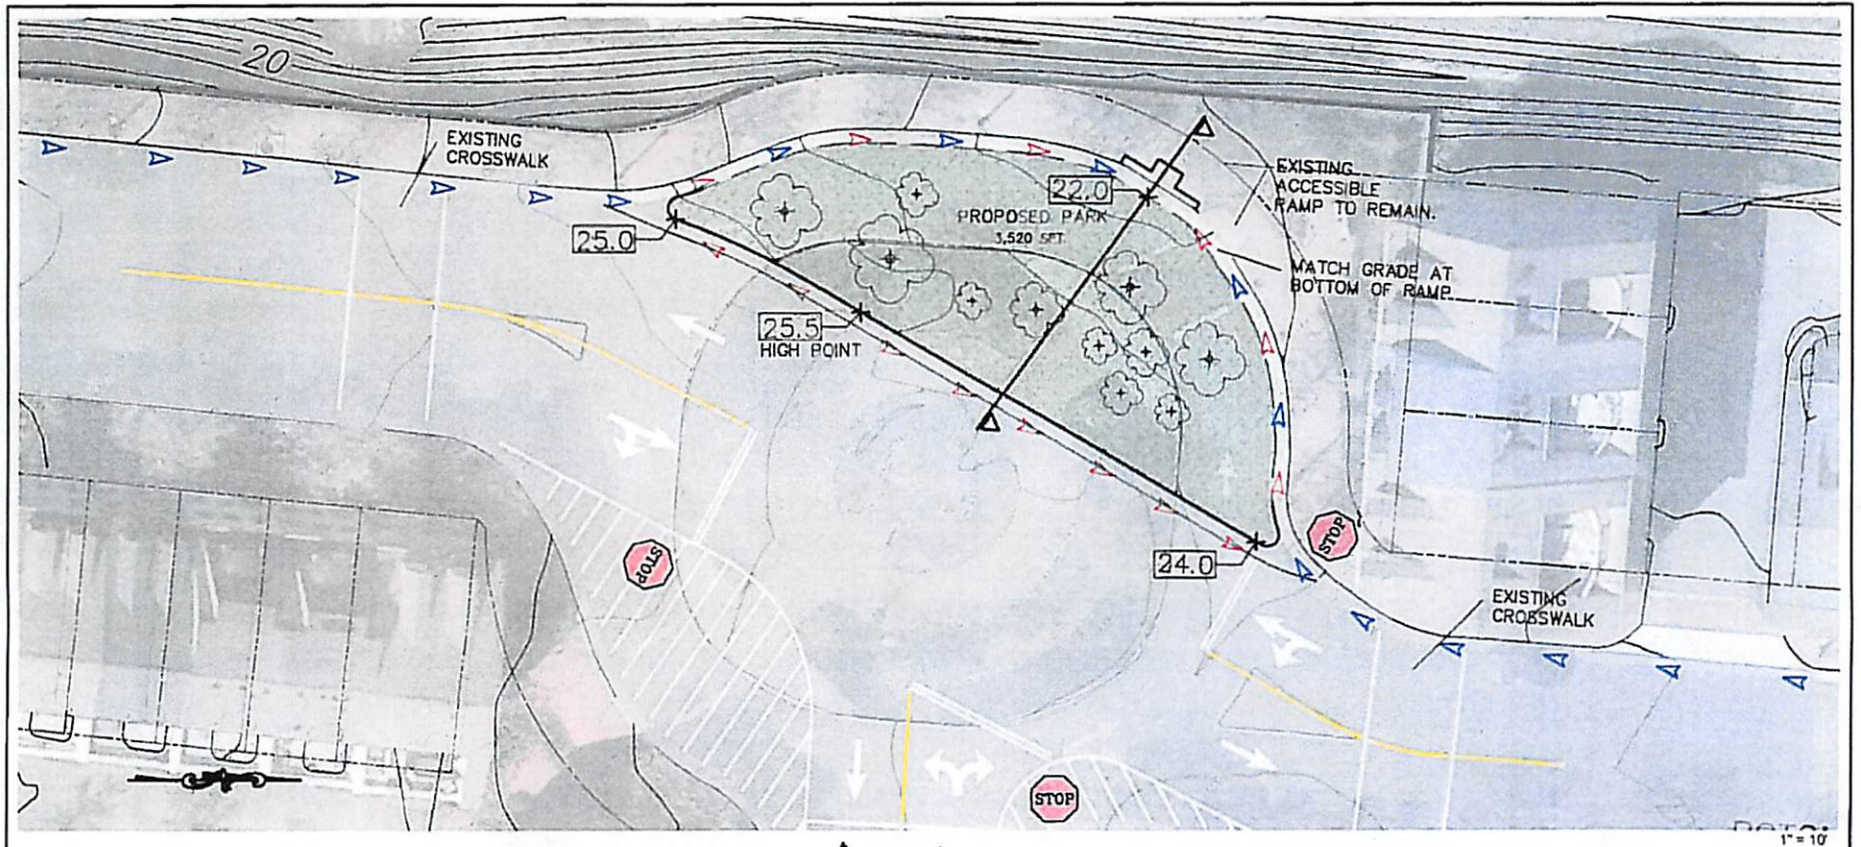 20
EXISTING
CROSSWALK
22.0
EXISTING
ACCESSIBLE
RAMP TO REMAIN.
PROPOSED PARK
3,520 SFT.
25.0
MATCH GRADE AT
BOTTOM OF RAMP
25.5
HIGH POINT
STOP
STOP
24.0
EXISTING
CROSSWALK
STOP
1" = 10'